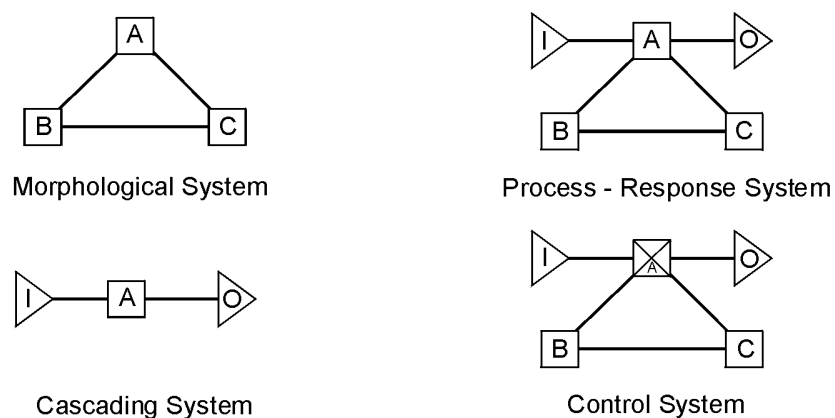 A
B C
Morphological System
I A O
B C
Process - Response System
I A O
Cascading System
I A O
B C
Control System